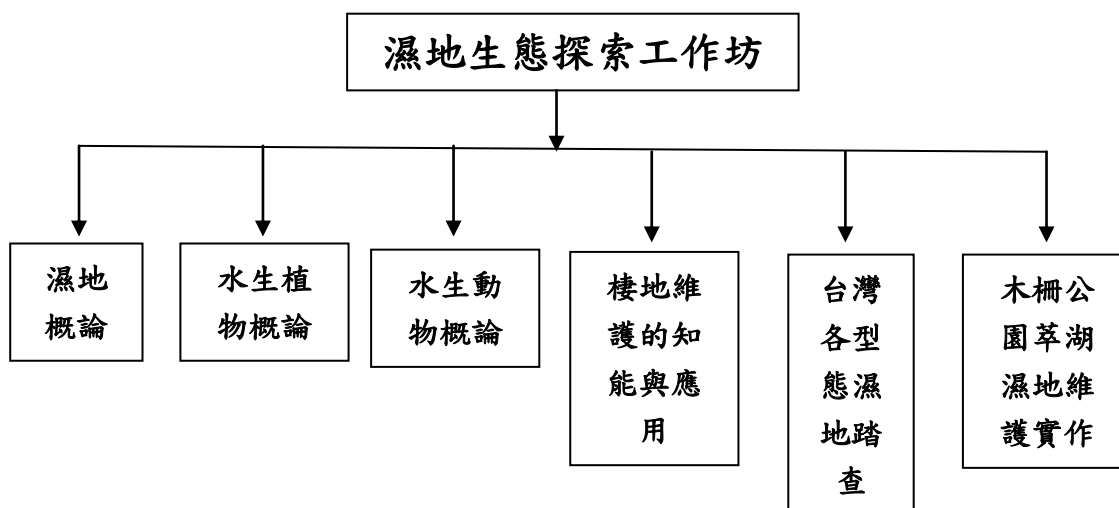 濕地生態探索工作坊
濕地
概論
水生植
物概論
水生動
物概論
棲地維
護的知
能與應
用
台灣
各型
態濕
地踏
查
木柵公
園萃湖
濕地維
護實作